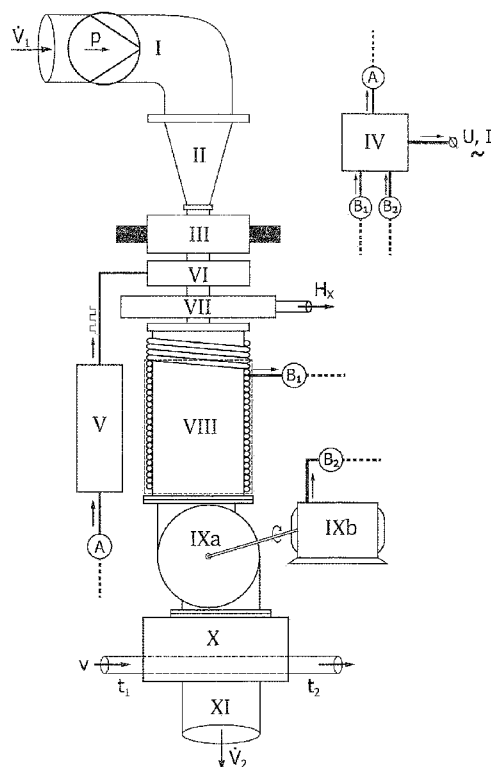 V̇₁
p
I
II
A
IV
U, I
~
B₁
B₂
III
VI
VII
Hₓ
B₁
V
VIII
B₂
A
IXa
IXb
X
v
t₁
t₂
XI
V̇₂